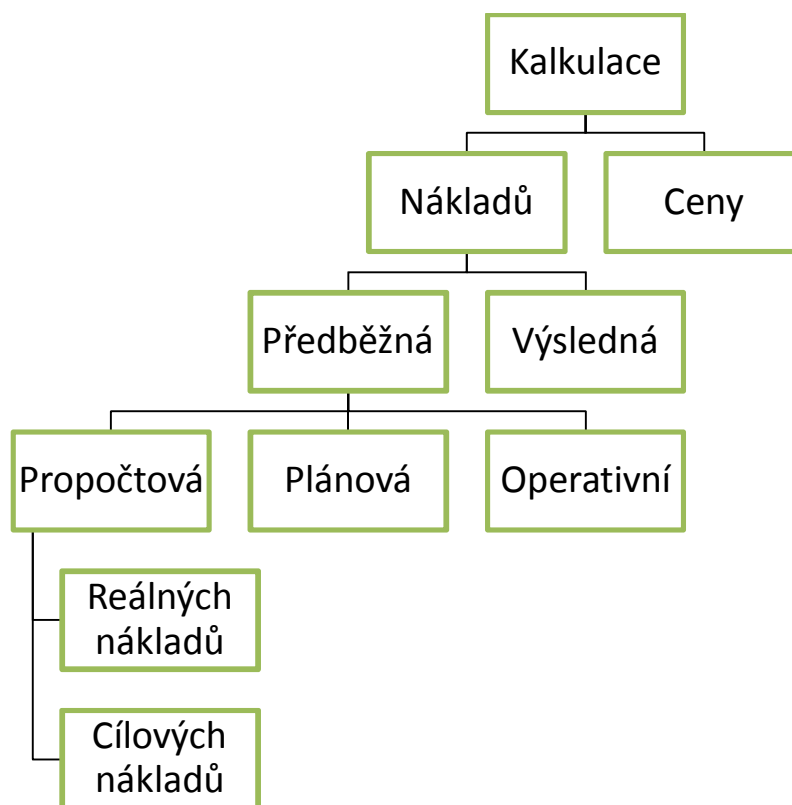 Kalkulace
Nákladů
Ceny
Předběžná
Výsledná
Propočtová
Plánová
Operativní
Reálných
nákladů
Cílových
nákladů